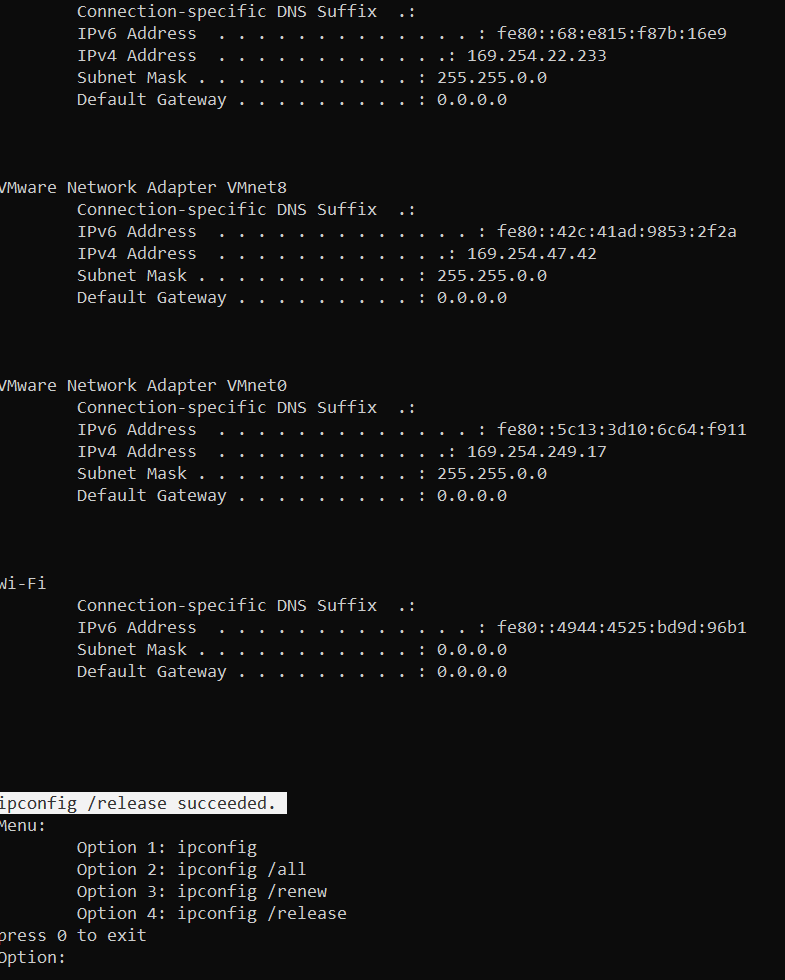 Connection-specific DNS Suffix  .:
IPv6 Address  . . . . . . . . . . . . . : fe80::68:e815:f87b:16e9
IPv4 Address  . . . . . . . . . . . .: 169.254.22.233
Subnet Mask . . . . . . . . . . . : 255.255.0.0
Default Gateway . . . . . . . . . : 0.0.0.0
VMware Network Adapter VMnet8
Connection-specific DNS Suffix  .:
IPv6 Address  . . . . . . . . . . . . . : fe80::42c:41ad:9853:2f2a
IPv4 Address  . . . . . . . . . . . .: 169.254.47.42
Subnet Mask . . . . . . . . . . . : 255.255.0.0
Default Gateway . . . . . . . . . : 0.0.0.0
VMware Network Adapter VMnet0
Connection-specific DNS Suffix  .:
IPv6 Address  . . . . . . . . . . . . . : fe80::5c13:3d10:6c64:f911
IPv4 Address  . . . . . . . . . . . .: 169.254.249.17
Subnet Mask . . . . . . . . . . . : 255.255.0.0
Default Gateway . . . . . . . . . : 0.0.0.0
Wi-Fi
Connection-specific DNS Suffix  .:
IPv6 Address  . . . . . . . . . . . . . : fe80::4944:4525:bd9d:96b1
Subnet Mask . . . . . . . . . . . : 0.0.0.0
Default Gateway . . . . . . . . . : 0.0.0.0
ipconfig /release succeeded.
Menu:
Option 1: ipconfig
Option 2: ipconfig /all
Option 3: ipconfig /renew
Option 4: ipconfig /release
press 0 to exit
Option: